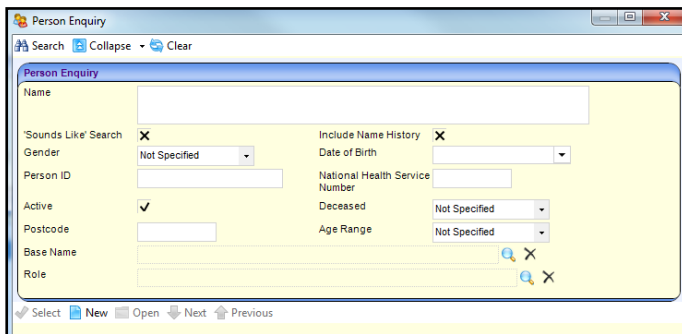 Person Enquiry
Search Collapse Clear
Person Enquiry
Name
'Sounds Like' Search Include Name History
Gender Not Specified Date of Birth
Person ID National Health Service
Number
Active Deceased Not Specified
Postcode Age Range Not Specified
Base Name
Role
Select New Open Next Previous